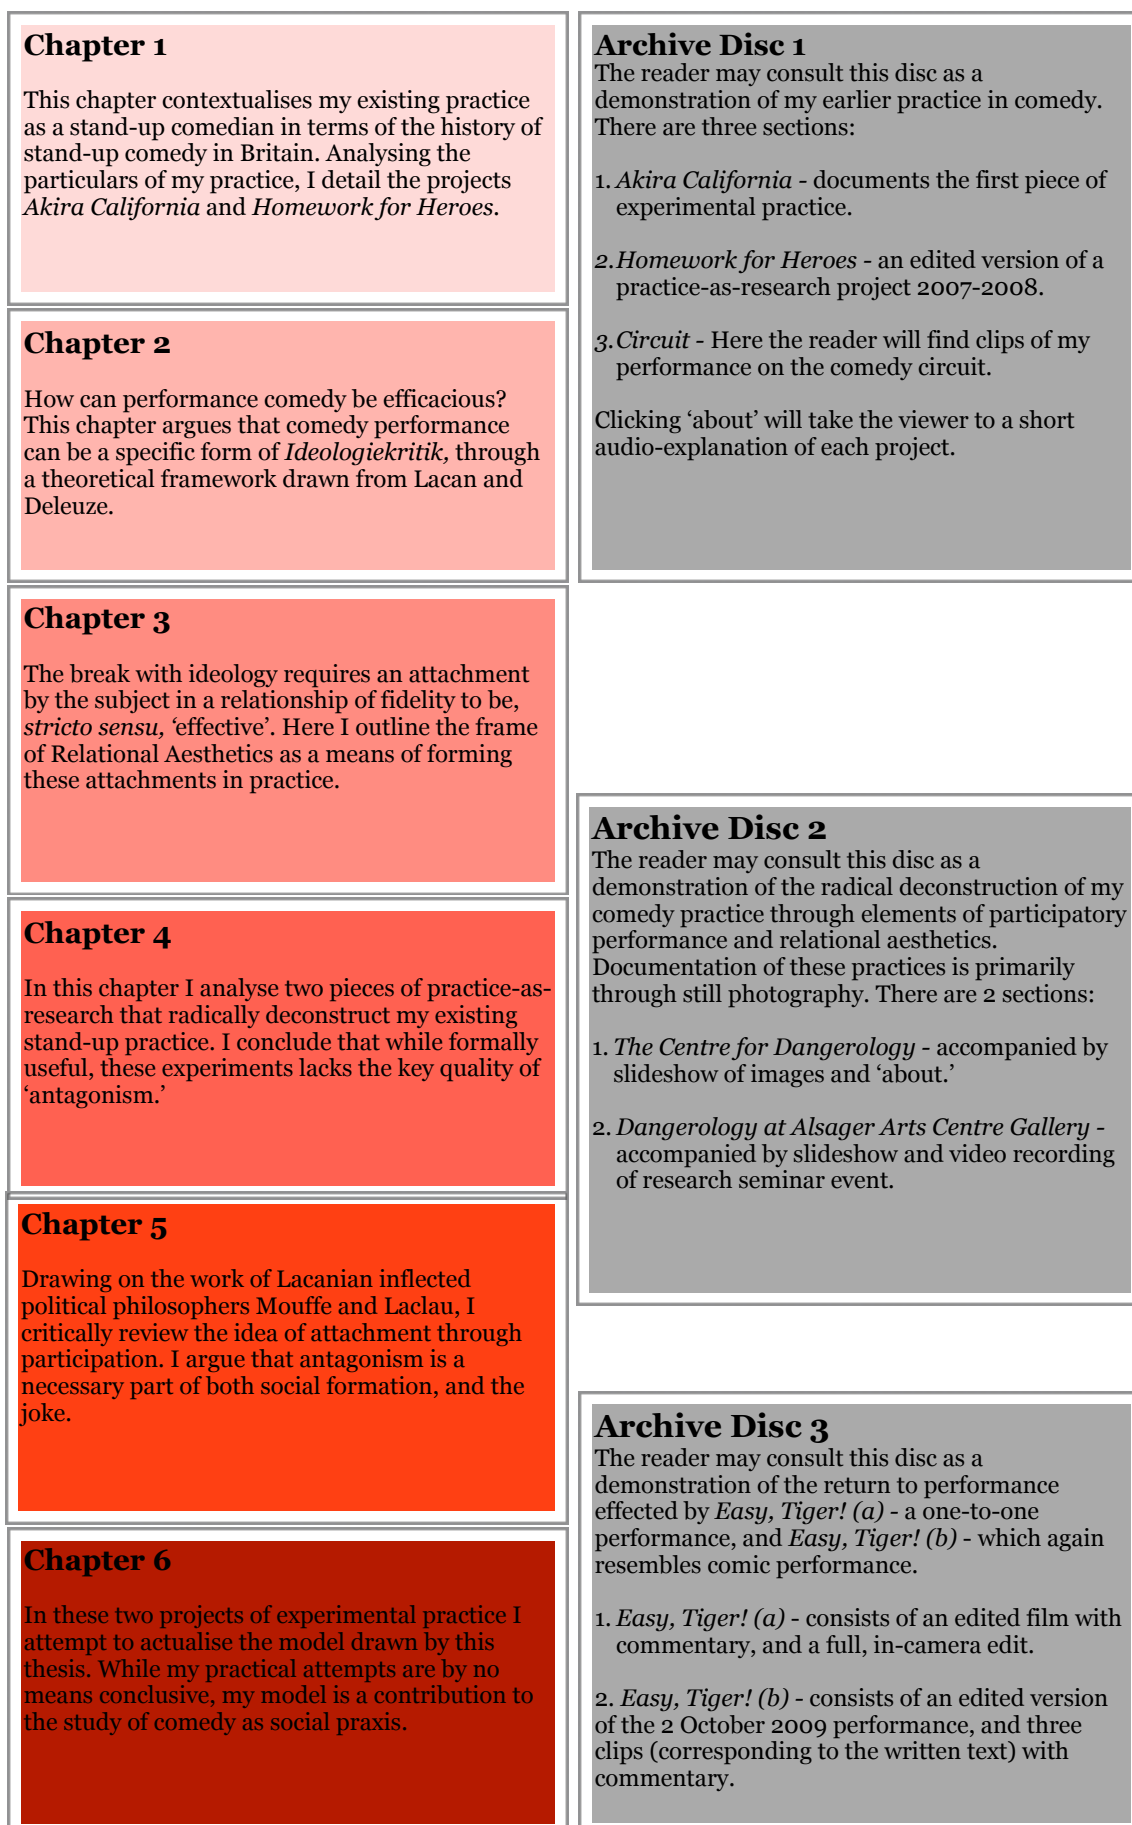 Chapter 1
This chapter contextualises my existing practice
as a stand-up comedian in terms of the history of
stand-up comedy in Britain. Analysing the
particulars of my practice, I detail the projects
Akira California and Homework for Heroes.
Chapter 2
How can performance comedy be efficacious?
This chapter argues that comedy performance
can be a specific form of Ideologiekritik, through
a theoretical framework drawn from Lacan and
Deleuze.
Chapter 3
The break with ideology requires an attachment
by the subject in a relationship of fidelity to be,
stricto sensu, ‘effective’. Here I outline the frame
of Relational Aesthetics as a means of forming
these attachments in practice.
Chapter 4
In this chapter I analyse two pieces of practice-as-
research that radically deconstruct my existing
stand-up practice. I conclude that while formally
useful, these experiments lacks the key quality of
‘antagonism.’
Chapter 5
Drawing on the work of Lacanian inflected
political philosophers Mouffe and Laclau, I
critically review the idea of attachment through
participation. I argue that antagonism is a
necessary part of both social formation, and the
joke.
Chapter 6
In these two projects of experimental practice I
attempt to actualise the model drawn by this
thesis. While my practical attempts are by no
means conclusive, my model is a contribution to
the study of comedy as social praxis.
Archive Disc 1
The reader may consult this disc as a
demonstration of my earlier practice in comedy.
There are three sections:
1. Akira California - documents the first piece of
experimental practice.
2.Homework for Heroes - an edited version of a
practice-as-research project 2007-2008.
3.Circuit - Here the reader will find clips of my
performance on the comedy circuit.
Clicking ‘about’ will take the viewer to a short
audio-explanation of each project.
Archive Disc 2
The reader may consult this disc as a
demonstration of the radical deconstruction of my
comedy practice through elements of participatory
performance and relational aesthetics.
Documentation of these practices is primarily
through still photography. There are 2 sections:
1. The Centre for Dangerology - accompanied by
slideshow of images and ‘about.’
2. Dangerology at Alsager Arts Centre Gallery -
accompanied by slideshow and video recording
of research seminar event.
Archive Disc 3
The reader may consult this disc as a
demonstration of the return to performance
effected by Easy, Tiger! (a) - a one-to-one
performance, and Easy, Tiger! (b) - which again
resembles comic performance.
1. Easy, Tiger! (a) - consists of an edited film with
commentary, and a full, in-camera edit.
2. Easy, Tiger! (b) - consists of an edited version
of the 2 October 2009 performance, and three
clips (corresponding to the written text) with
commentary.